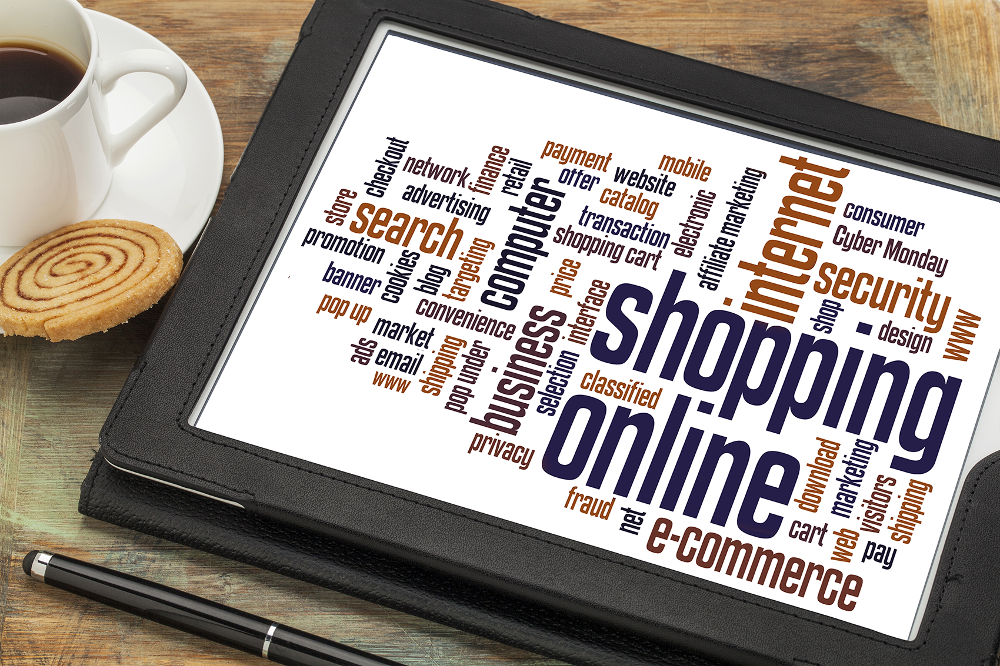 checkout
network
finance
retail
payment
mobile
offer
website
catalog
advertising
store
search
computer
transaction
electronic
affiliate marketing
internet
consumer
Cyber Monday
shopping cart
promotion
targeting
cookies
blog
banner
price
security
interface
shop
www
pop up
convenience
business
shopping
design
market
ads
email
shipping
pop under
selection
classified
www
online
privacy
download
marketing
visitors
shipping
fraud
net
cart
web
pay
e-commerce